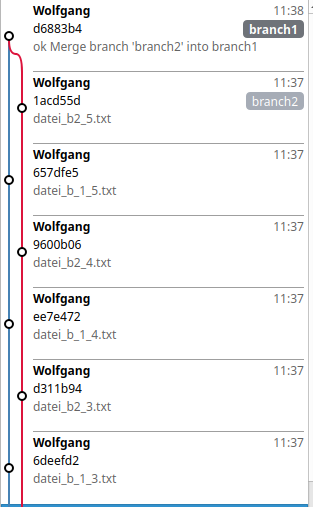 Wolfgang 11:38
d6883b4 branch1
ok Merge branch 'branch2' into branch1
Wolfgang 11:37
1acd55d branch2
datei_b2_5.txt
Wolfgang 11:37
657dfe5
datei_b_1_5.txt
Wolfgang 11:37
9600b06
datei_b2_4.txt
Wolfgang 11:37
ee7e472
datei_b_1_4.txt
Wolfgang 11:37
d311b94
datei_b2_3.txt
Wolfgang 11:37
6deefd2
datei_b_1_3.txt